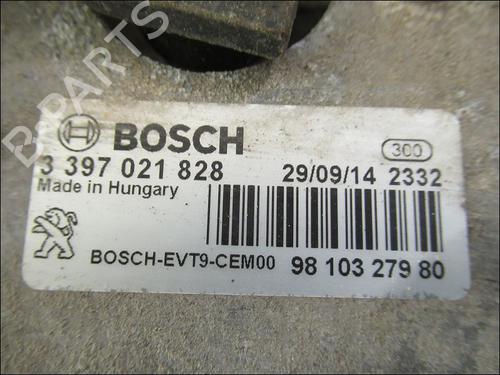 B-PARTS
BOSCH
300
3 397 021 828 29/09/14 2332
Made in Hungary
BOSCH-EVT9-CEM00 98 103 279 80